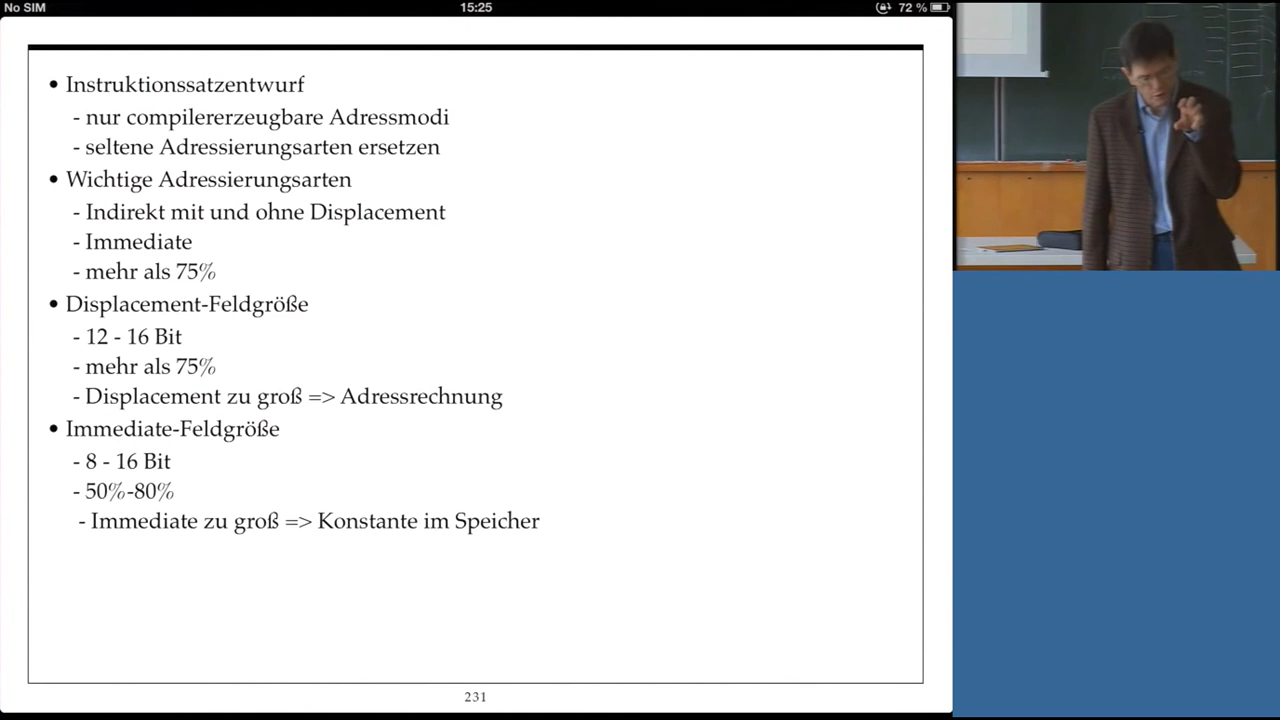 No SIM 15:25 72 %
• Instruktionssatzentwurf
- nur compilererzeugbare Adressmodi
- seltene Adressierungsarten ersetzen
• Wichtige Adressierungsarten
- Indirekt mit und ohne Displacement
- Immediate
- mehr als 75%
• Displacement-Feldgröße
- 12 - 16 Bit
- mehr als 75%
- Displacement zu groß => Adressrechnung
• Immediate-Feldgröße
- 8 - 16 Bit
- 50%-80%
- Immediate zu groß => Konstante im Speicher
231